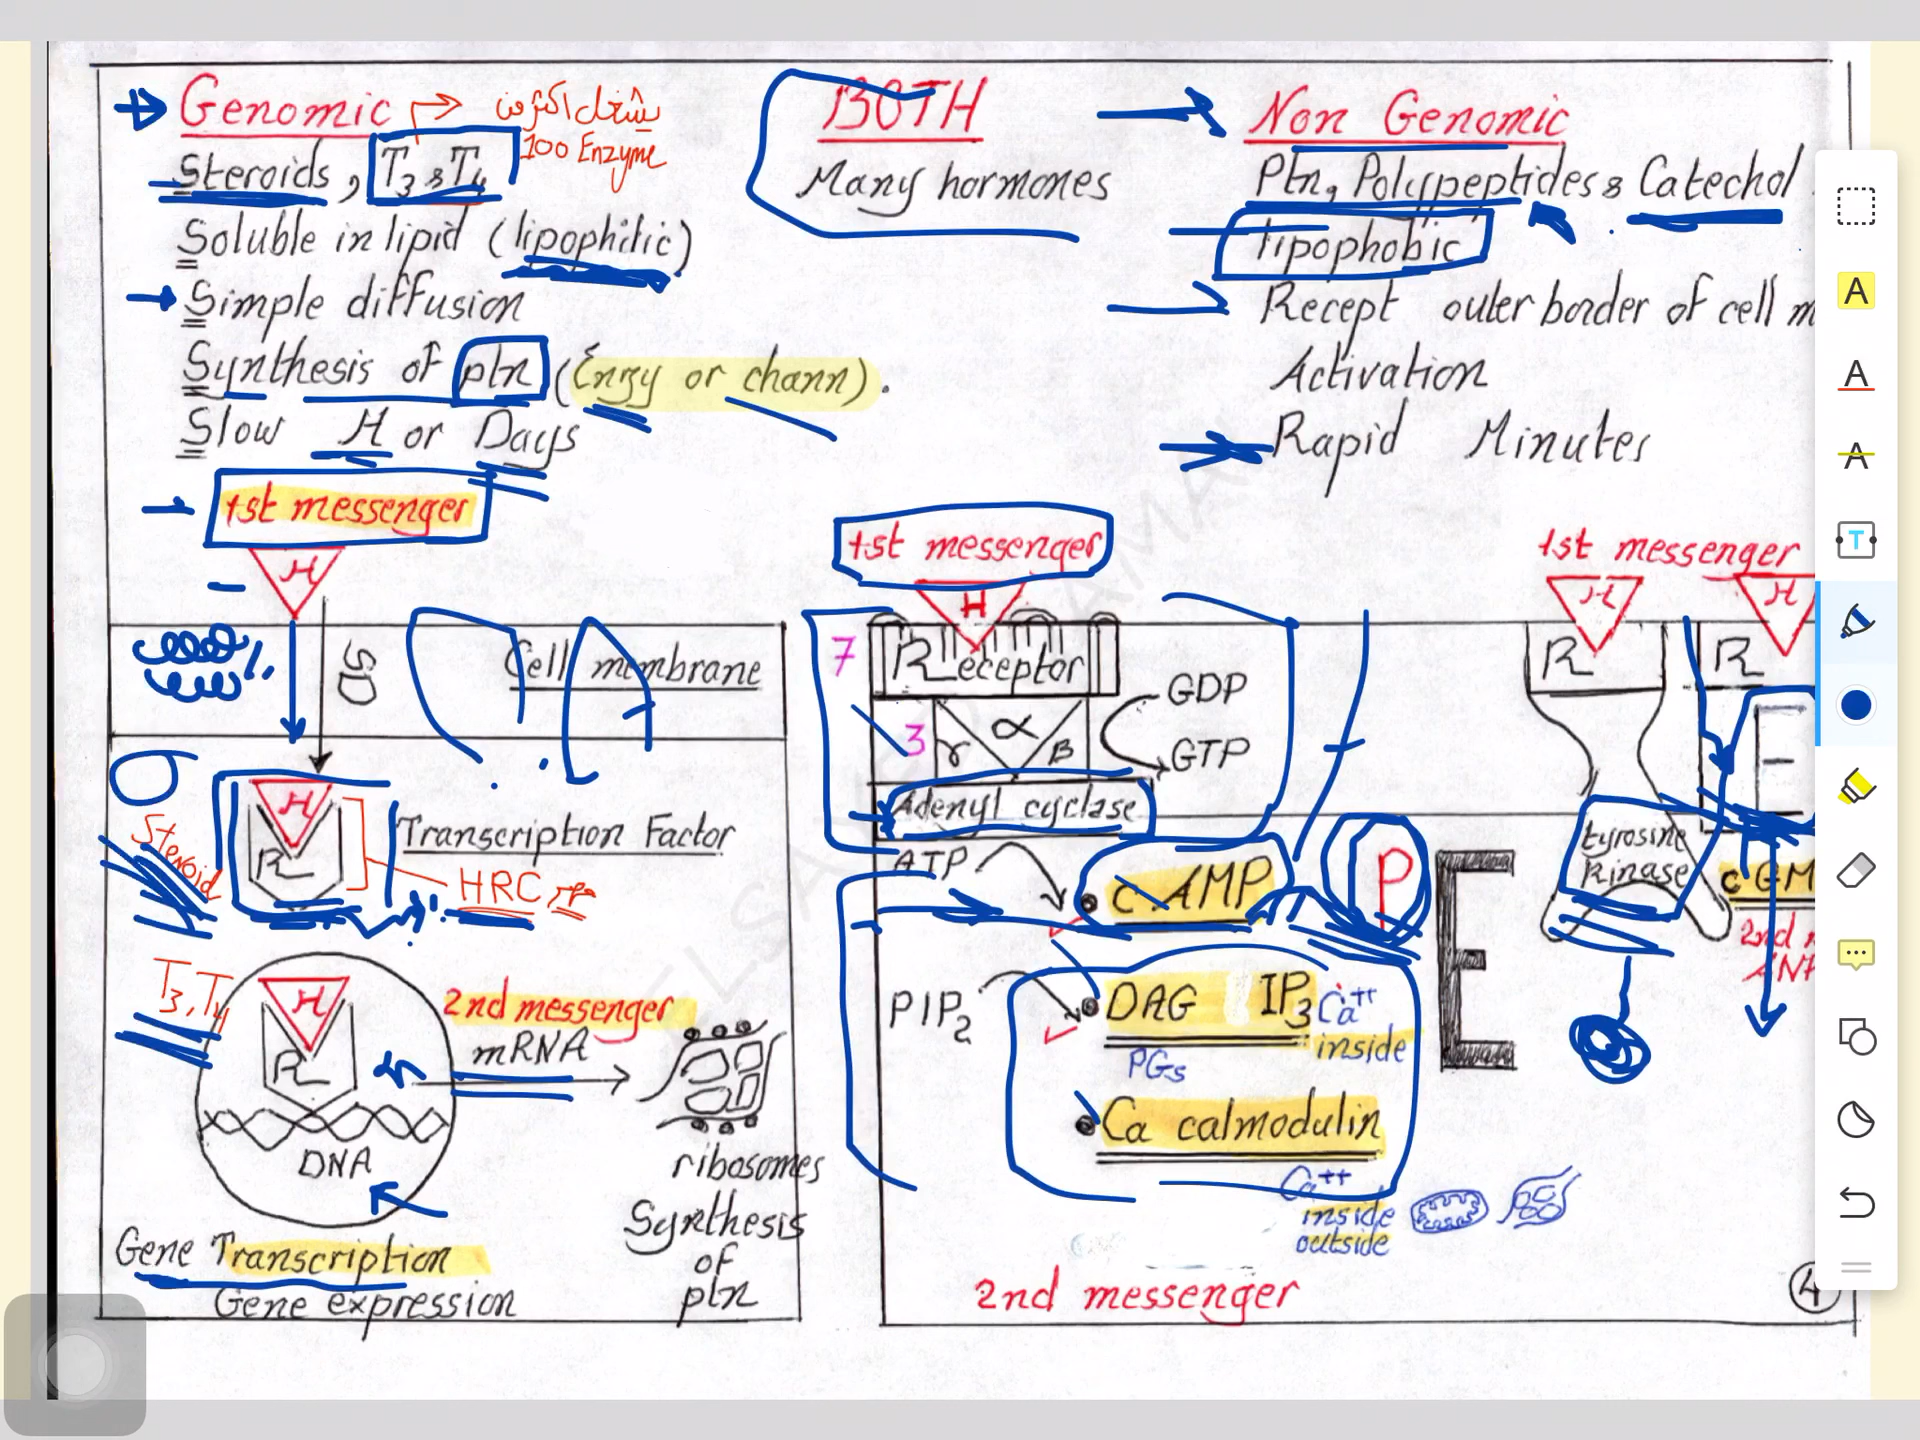 Genomic
100 Enzyme
Steroids, T3 & T4
Soluble in lipid (lipophilic)
Simple diffusion
Synthesis of ptn (Enzy or chann).
Slow H or Days
1st messenger
H
BOTH
Many hormones
Non Genomic
Ptn, Polypeptides & Catechol
lipophobic
Recept outer border of cell m
Activation
Rapid Minutes
SD
Cell membrane
H
R
Transcription Factor
HRC
Steroid
T3, T4
H
R
DNA
2nd messenger
mRNA
ribosomes
Synthesis
of
ptn
Gene Transcription
Gene expression
1st messenger
H
7
Receptor
GDP
GTP
3
α
γ
B
Adenyl cyclase
ATP
cAMP
P
E
PIP2
DAG IP3 Ca++
inside
PGs
Ca calmodulin
Ca++
inside
outside
2nd messenger
1st messenger
H
H
R
R
tyrosine
kinase
cGM
2nd
ANP
4
A
A
A
T